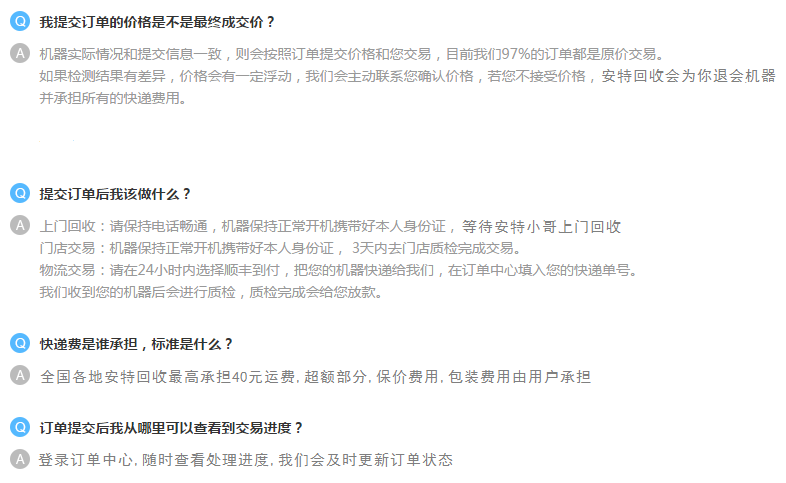 Q 我提交订单的价格是不是最终成交价？
A 机器实际情况和提交信息一致，则会按照订单提交价格和您交易，目前我们97%的订单都是原价交易。
如果检测结果有差异，价格会有一定浮动，我们会主动联系您确认价格，若您不接受价格，安特回收会为你退会机器
并承担所有的快递费用。
Q 提交订单后我该做什么？
A 上门回收：请保持电话畅通，机器保持正常开机携带好本人身份证，等待安特小哥上门回收
门店交易：机器保持正常开机携带好本人身份证， 3天内去门店质检完成交易。
物流交易：请在24小时内选择顺丰到付，把您的机器快递给我们，在订单中心填入您的快递单号。
我们收到您的机器后会进行质检，质检完成会给您放款。
Q 快递费是谁承担，标准是什么？
A 全国各地安特回收最高承担40元运费, 超额部分, 保价费用, 包装费用由用户承担
Q 订单提交后我从哪里可以查看到交易进度？
A 登录订单中心, 随时查看处理进度, 我们会及时更新订单状态